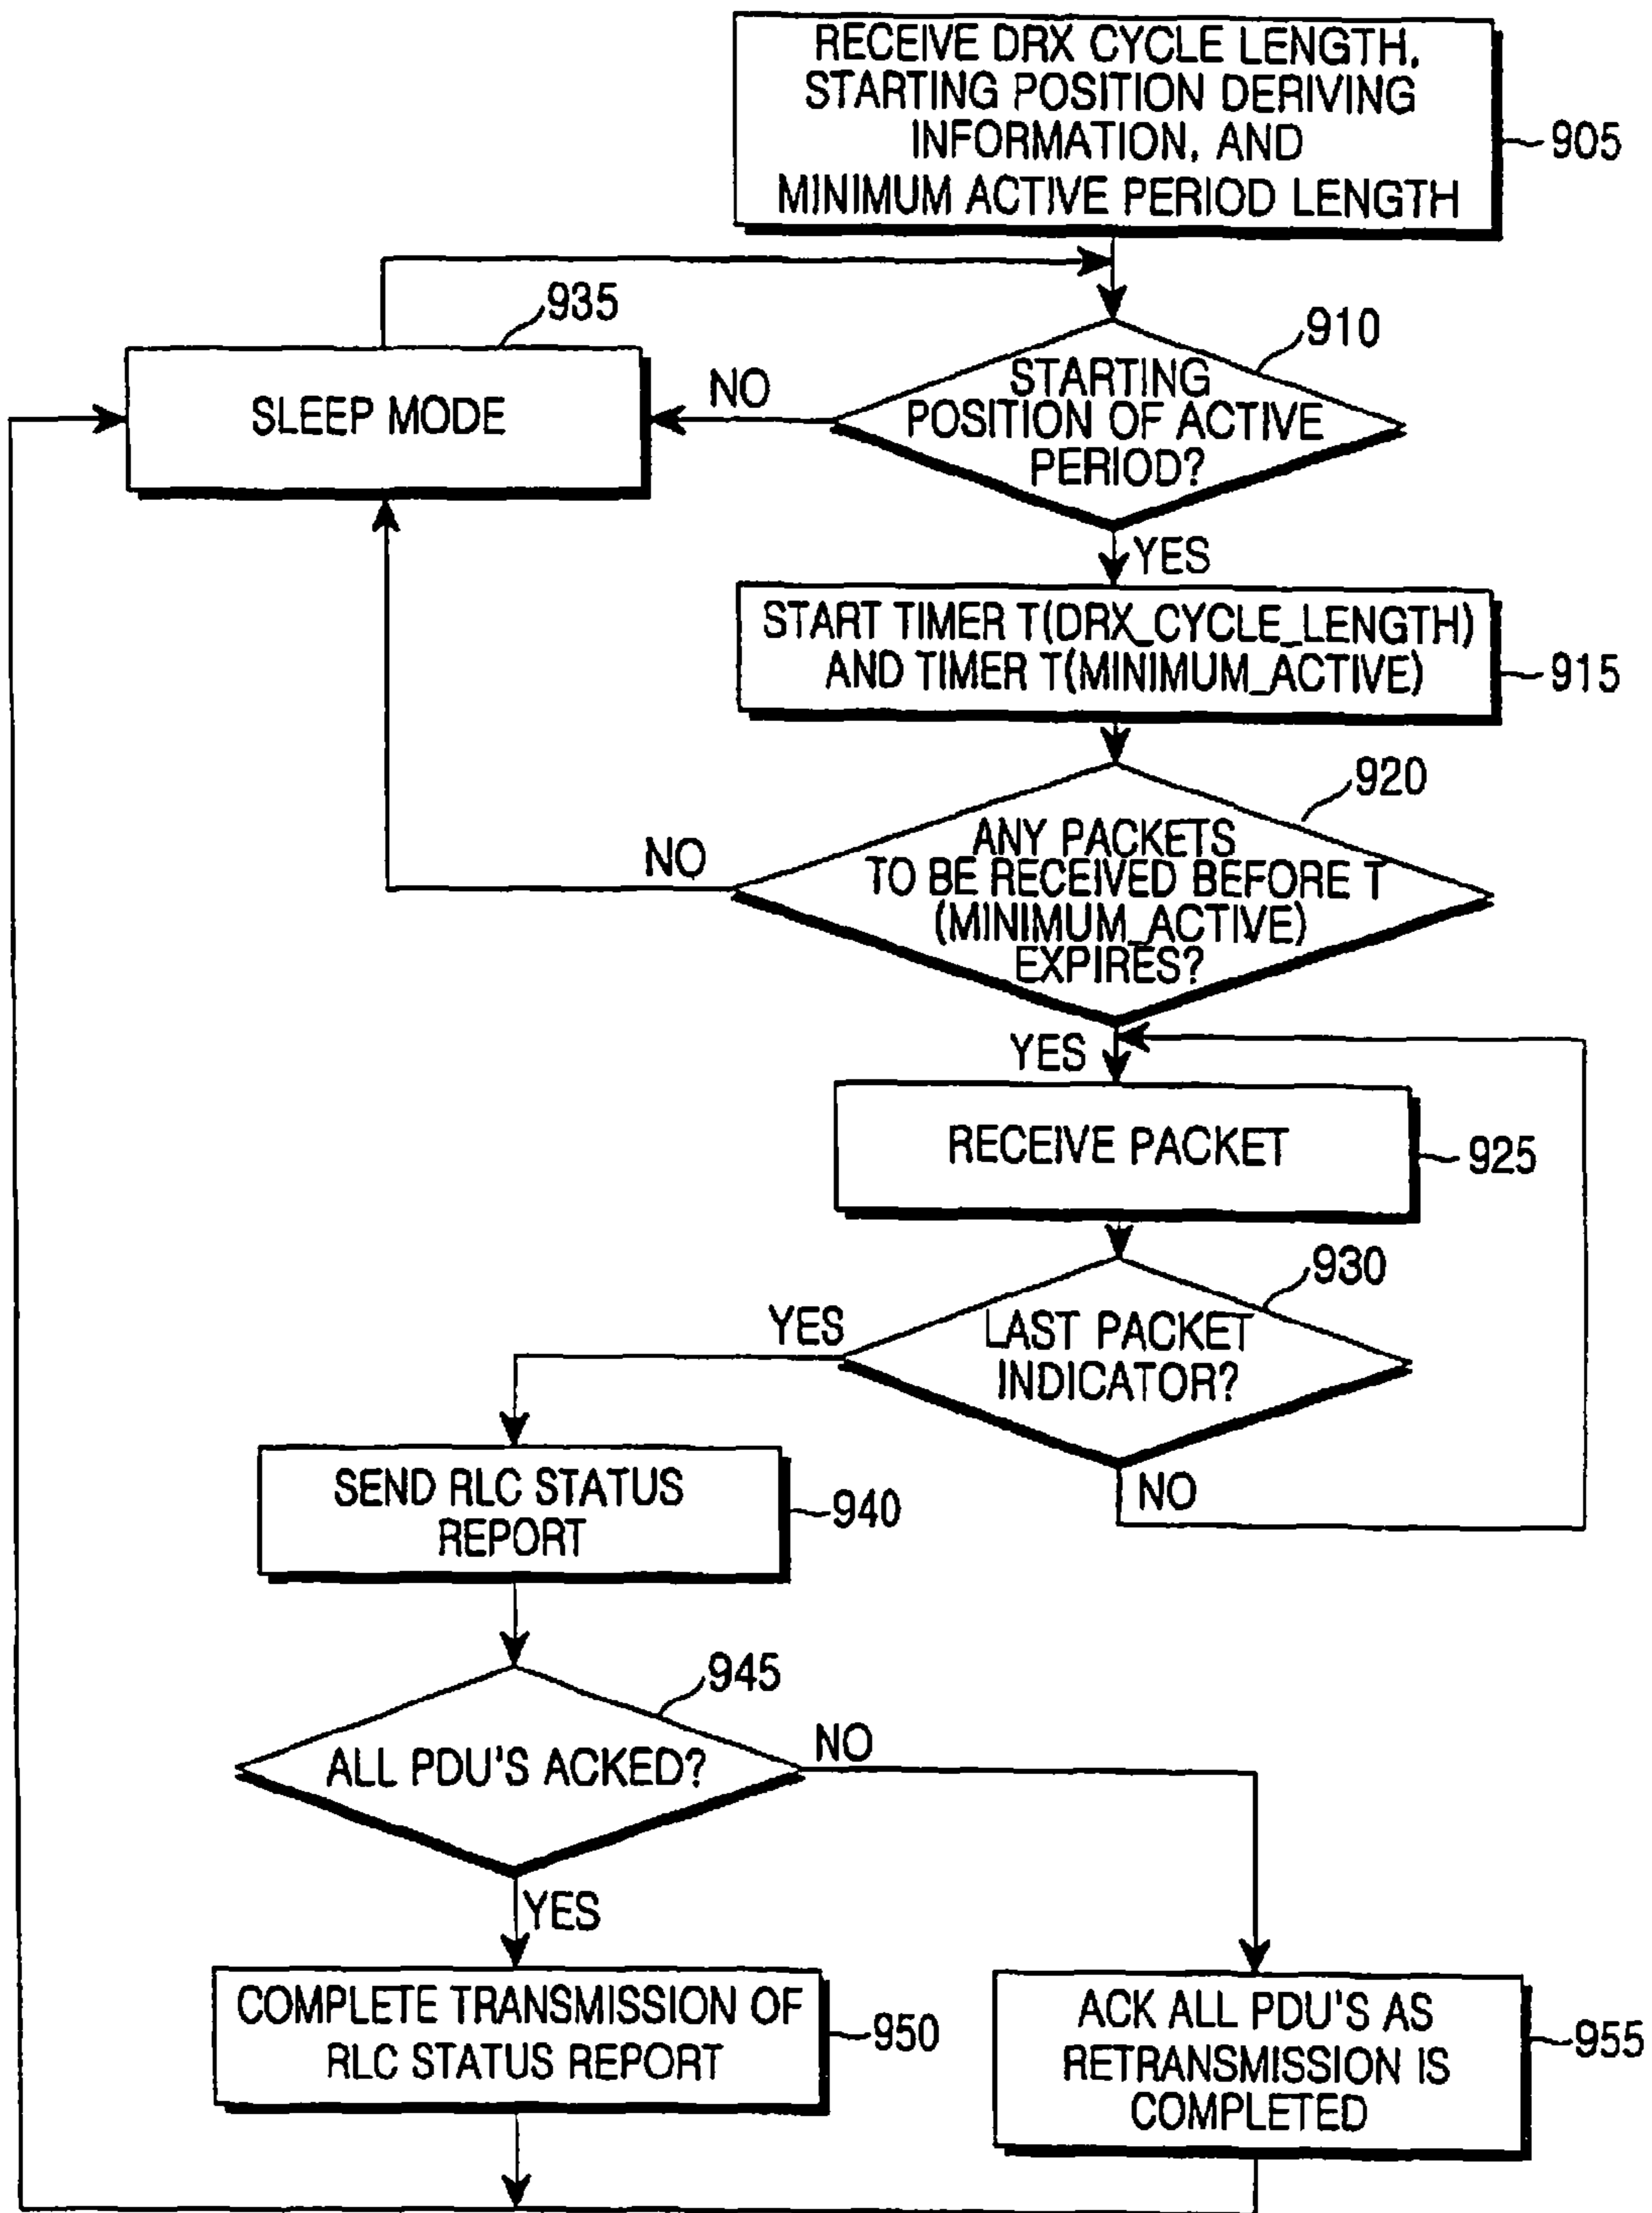 RECEIVE DRX CYCLE LENGTH,
STARTING POSITION DERIVING
INFORMATION, AND
MINIMUM ACTIVE PERIOD LENGTH
905
935
SLEEP MODE
NO
910
STARTING
POSITION OF ACTIVE
PERIOD?
YES
START TIMER T(DRX_CYCLE_LENGTH)
AND TIMER T(MINIMUM_ACTIVE)
915
920
NO
ANY PACKETS
TO BE RECEIVED BEFORE T
(MINIMUM_ACTIVE)
EXPIRES?
YES
RECEIVE PACKET
925
930
YES
LAST PACKET
INDICATOR?
NO
SEND RLC STATUS
REPORT
940
945
ALL PDU'S ACKED?
NO
YES
COMPLETE TRANSMISSION OF
RLC STATUS REPORT
950
ACK ALL PDU'S AS
RETRANSMISSION IS
COMPLETED
955